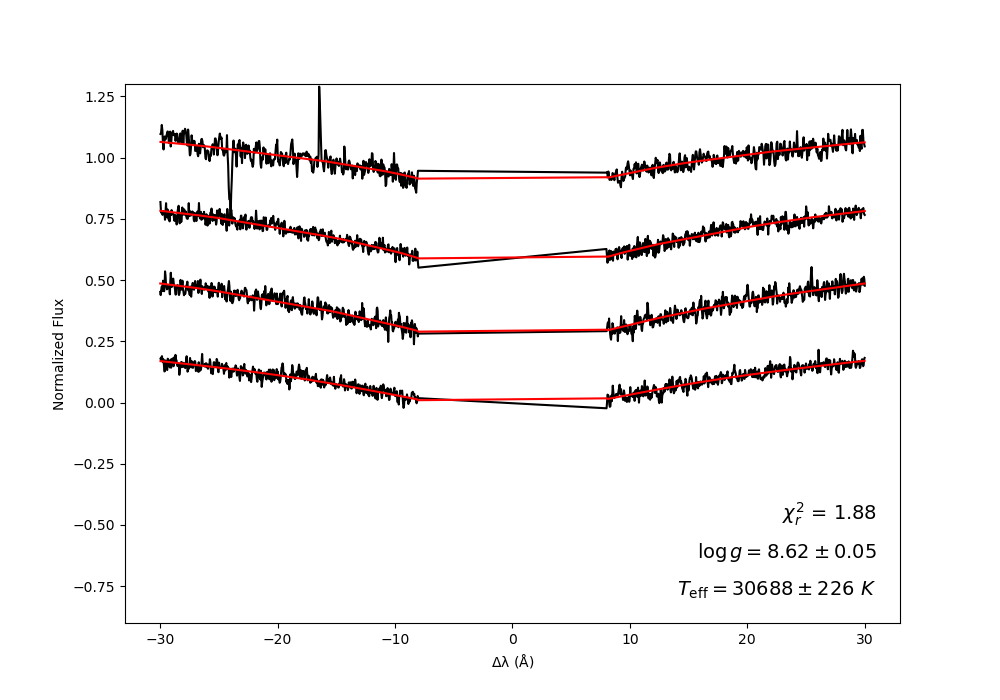 1.25
1.00
0.75
0.50
0.25
0.00
−0.25
−0.50
−0.75
Normalized Flux
χ²ᵣ = 1.88
log g = 8.62 ± 0.05
T_eff = 30688 ± 226 K
−30 −20 −10 0 10 20 30
Δλ (Å)